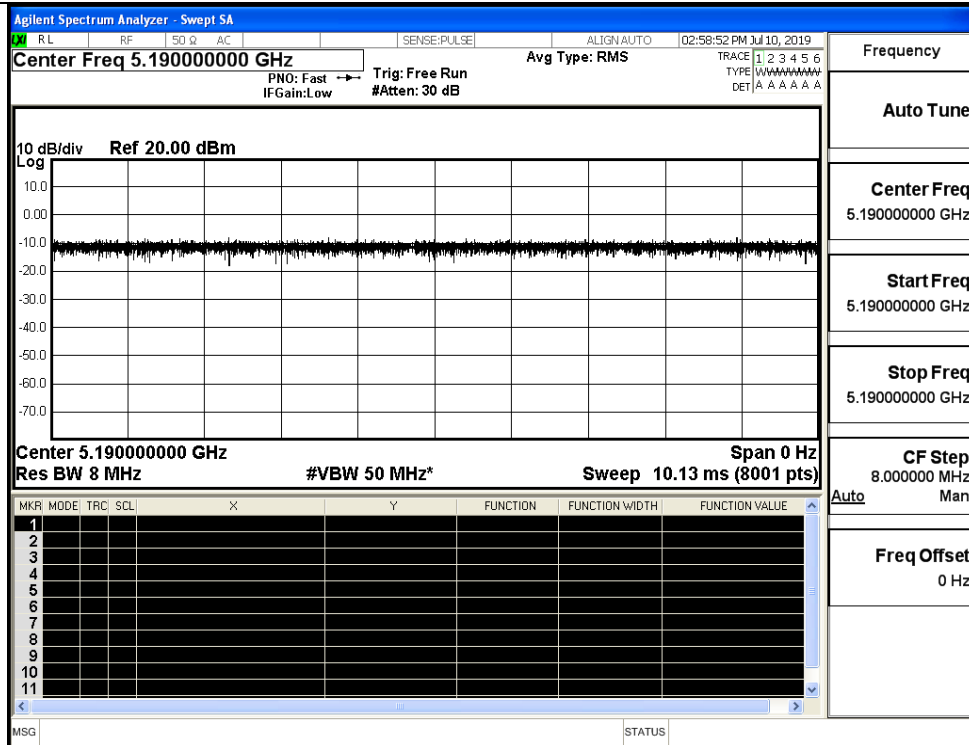 Agilent Spectrum Analyzer - Swept SA
LXI RL RF 50 Ω AC SENSE:PULSE ALIGN AUTO 02:58:52 PM Jul 10, 2019
Center Freq 5.190000000 GHz
PNO: Fast
IFGain:Low
Trig: Free Run
#Atten: 30 dB
Avg Type: RMS
TRACE 1 2 3 4 5 6
TYPE WWWWWW
DET A A A A A A
10 dB/div Ref 20.00 dBm
Log
10.0
0.00
-10.0
-20.0
-30.0
-40.0
-50.0
-60.0
-70.0
Center 5.190000000 GHz Span 0 Hz
Res BW 8 MHz #VBW 50 MHz* Sweep 10.13 ms (8001 pts)
MKR MODE TRC SCL X Y FUNCTION FUNCTION WIDTH FUNCTION VALUE
1
2
3
4
5
6
7
8
9
10
11
MSG STATUS
Frequency
Auto Tune
Center Freq
5.190000000 GHz
Start Freq
5.190000000 GHz
Stop Freq
5.190000000 GHz
CF Step
8.000000 MHz
Auto Man
Freq Offset
0 Hz